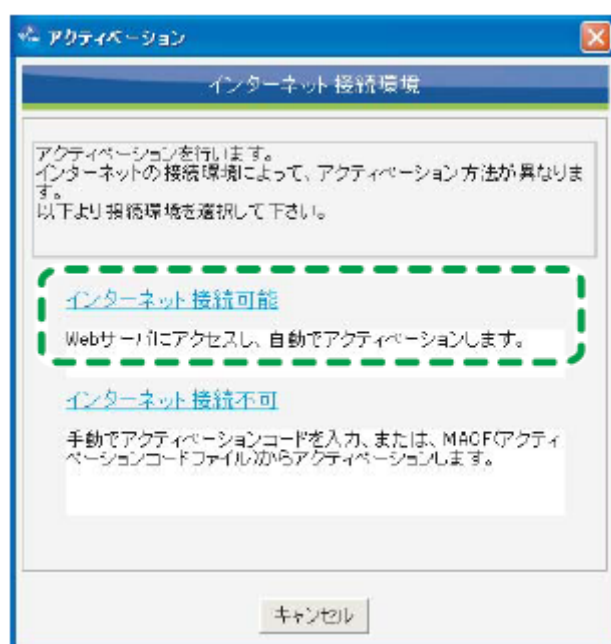 アクティベーション
インターネット接続環境
アクティベーションを行います。
インターネットの接続環境によって、アクティベーション方法が異なりま
す。
以下より接続環境を選択して下さい。
インターネット接続可能
Webサーバにアクセスし、自動でアクティベーションします。
インターネット接続不可
手動でアクティベーションコードを入力、または、MACF(アクティ
ベーションコードファイル)からアクティベーションします。
キャンセル